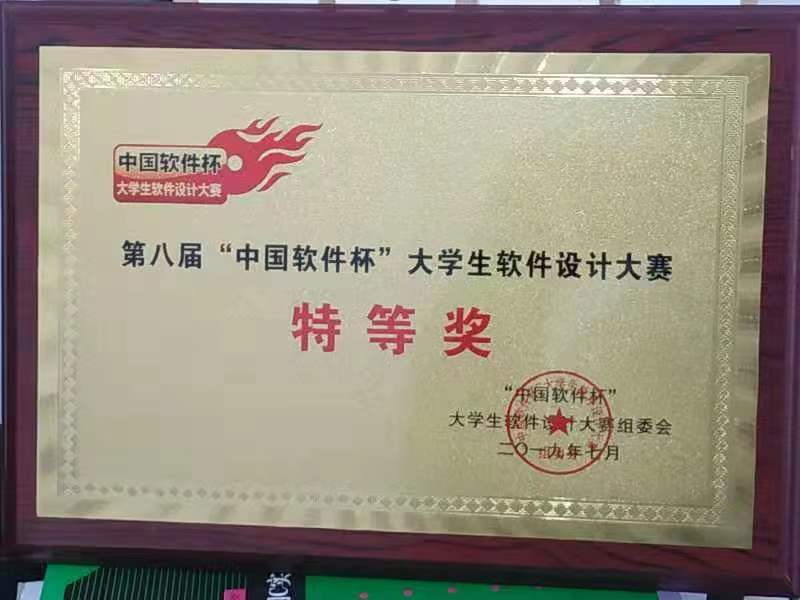 中国软件杯
大学生软件设计大赛
第八届“中国软件杯”大学生软件设计大赛
特等奖
“中国软件杯”
大学生软件设计大赛组委会
二〇一九年七月